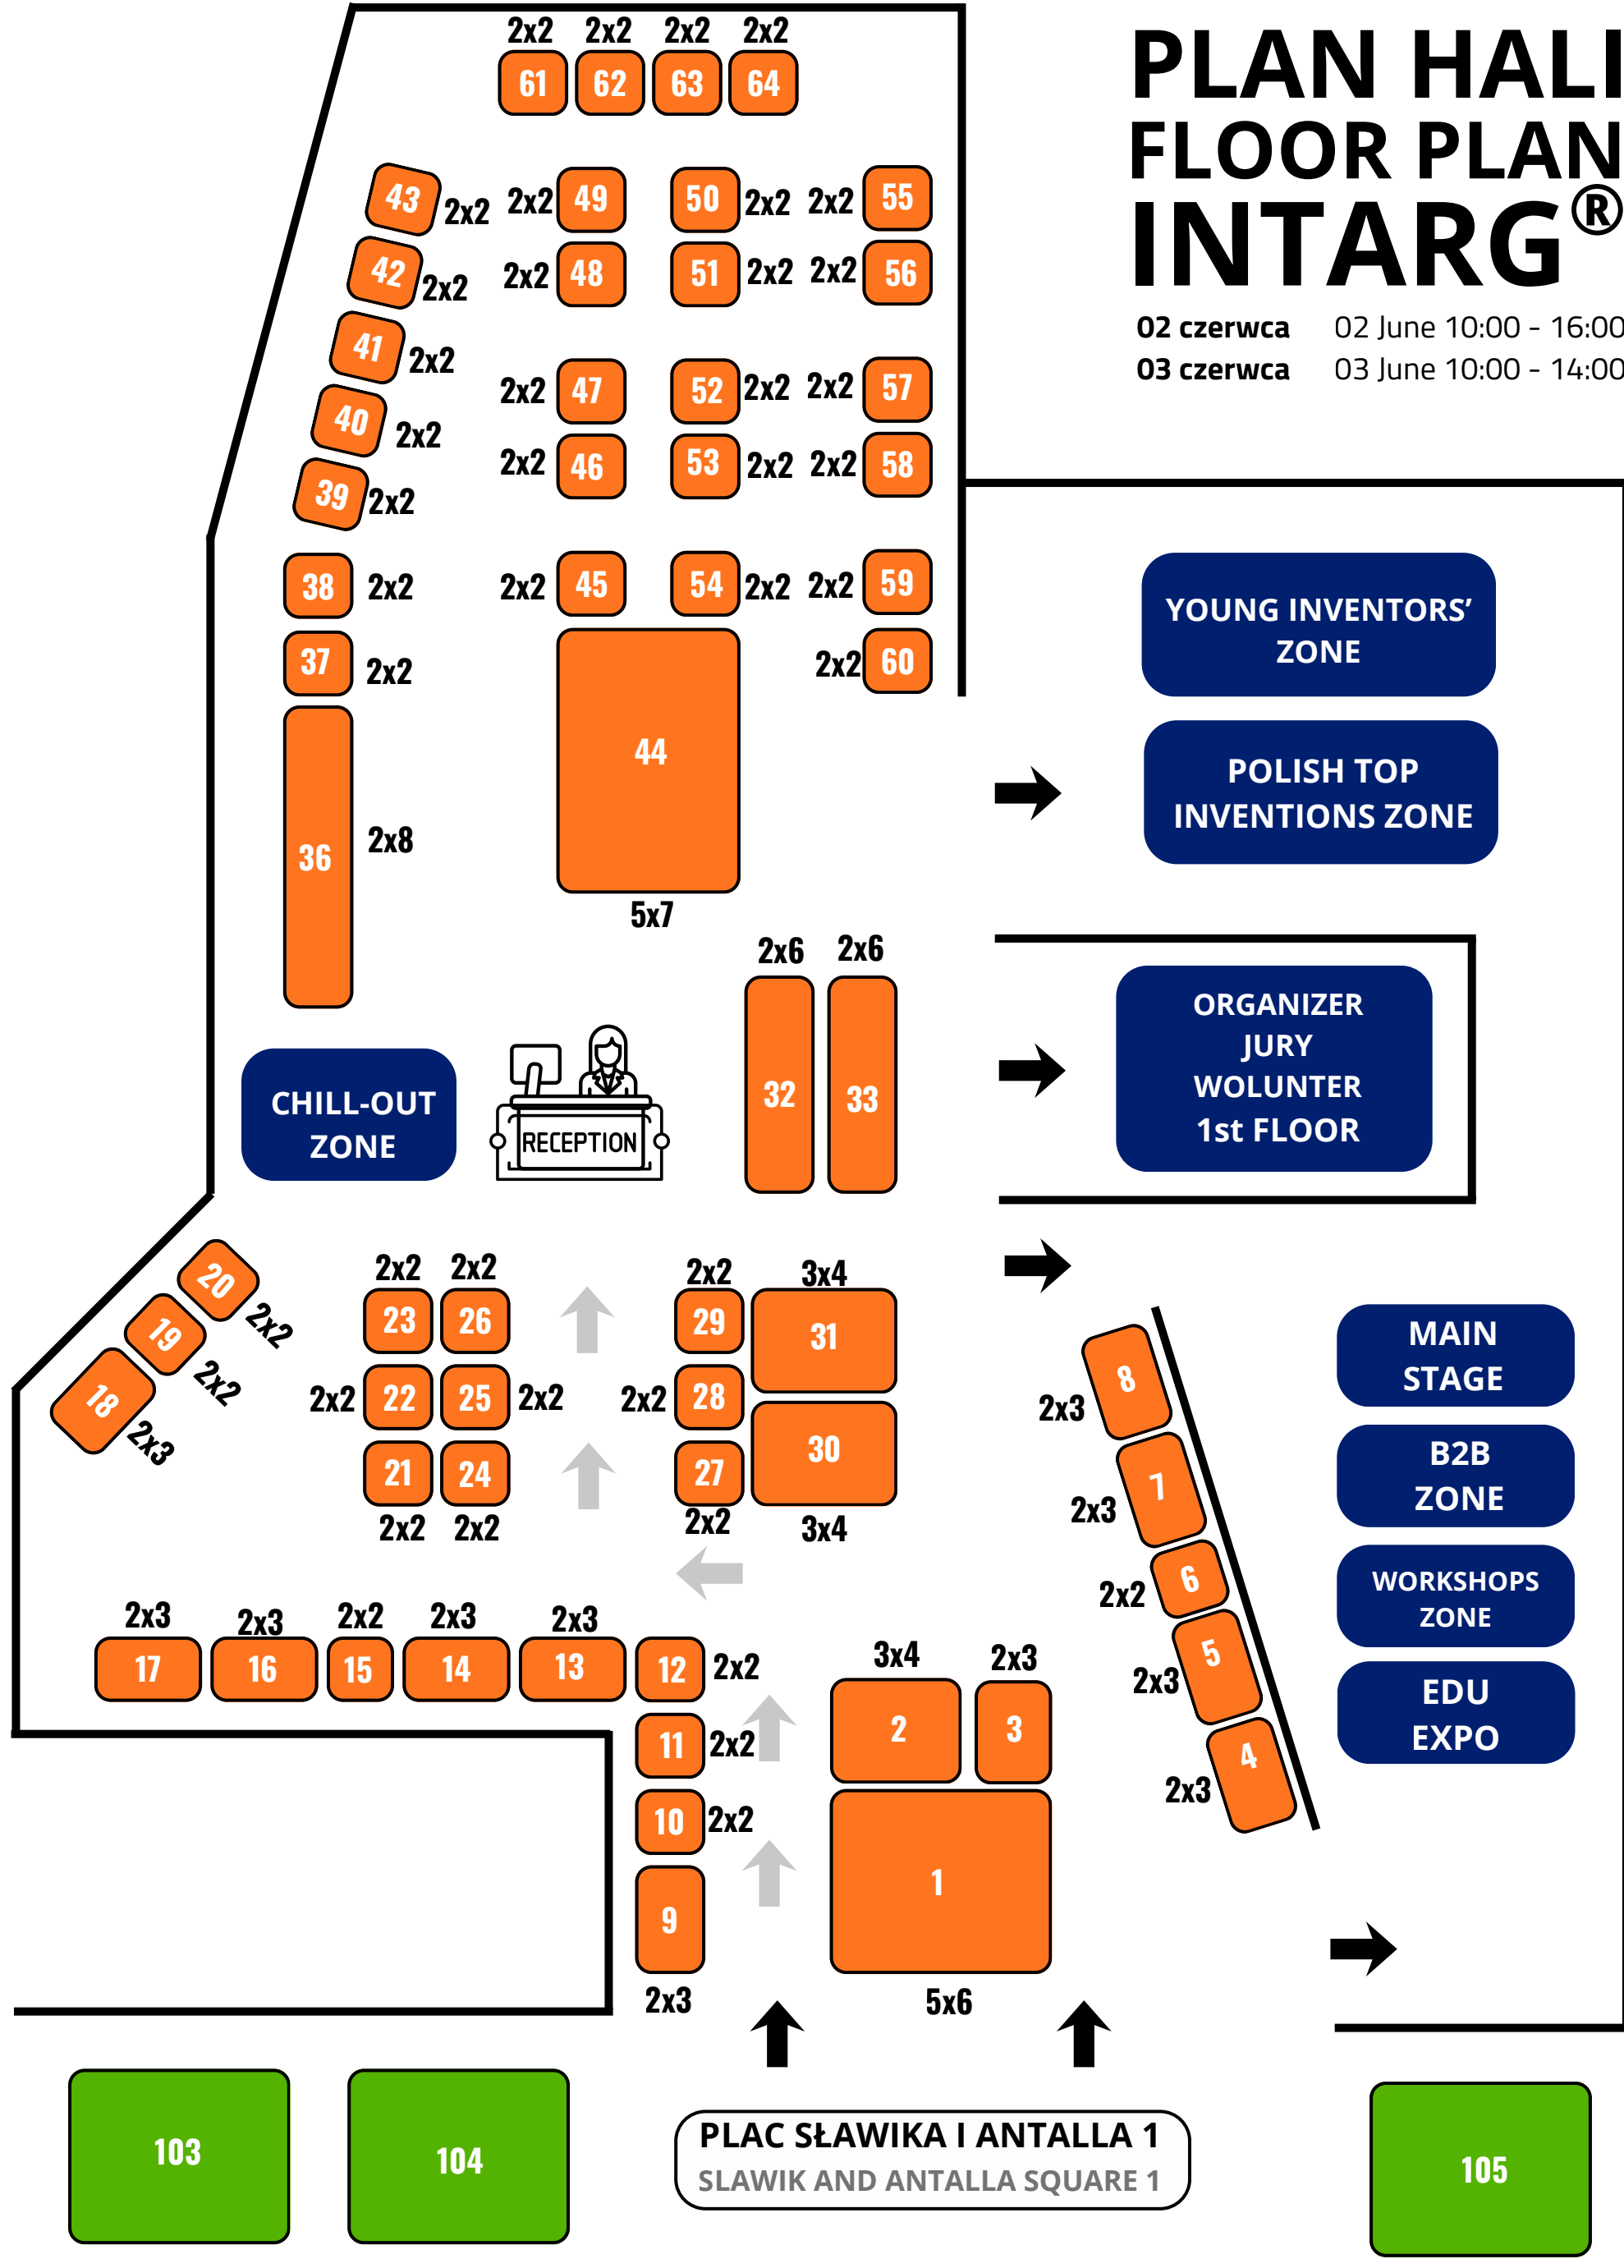 PLAN HALI
FLOOR PLAN
INTARG®
02 czerwca 02 June 10:00 - 16:00
03 czerwca 03 June 10:00 - 14:00
2x2 2x2 2x2 2x2
61 62 63 64
43 2x2 2x2 49 50 2x2 2x2 55
42 2x2 2x2 48 51 2x2 2x2 56
41 2x2
2x2 47 52 2x2 2x2 57
40 2x2
2x2 46 53 2x2 2x2 58
39 2x2
38 2x2 2x2 45 54 2x2 2x2 59
37 2x2 2x2 60
44
36 2x8
5x7
YOUNG INVENTORS’
ZONE
POLISH TOP
INVENTIONS ZONE
2x6 2x6
32 33
ORGANIZER
JURY
WOLUNTER
1st FLOOR
CHILL-OUT
ZONE
RECEPTION
20 2x2
19 2x2
18 2x3
2x2 2x2
23 26
2x2 22 25 2x2
21 24
2x2 2x2
2x2 3x4
29 31
2x2 28
27 30
2x2 3x4
8
2x3
7
2x3
6
2x2
5
2x3
4
2x3
MAIN
STAGE
B2B
ZONE
WORKSHOPS
ZONE
EDU
EXPO
2x3 2x3 2x2 2x3 2x3
17 16 15 14 13 12 2x2
11 2x2
10 2x2
9
2x3
3x4 2x3
2 3
1
5x6
103 104 105
PLAC SŁAWIKA I ANTALLA 1
SLAWIK AND ANTALLA SQUARE 1